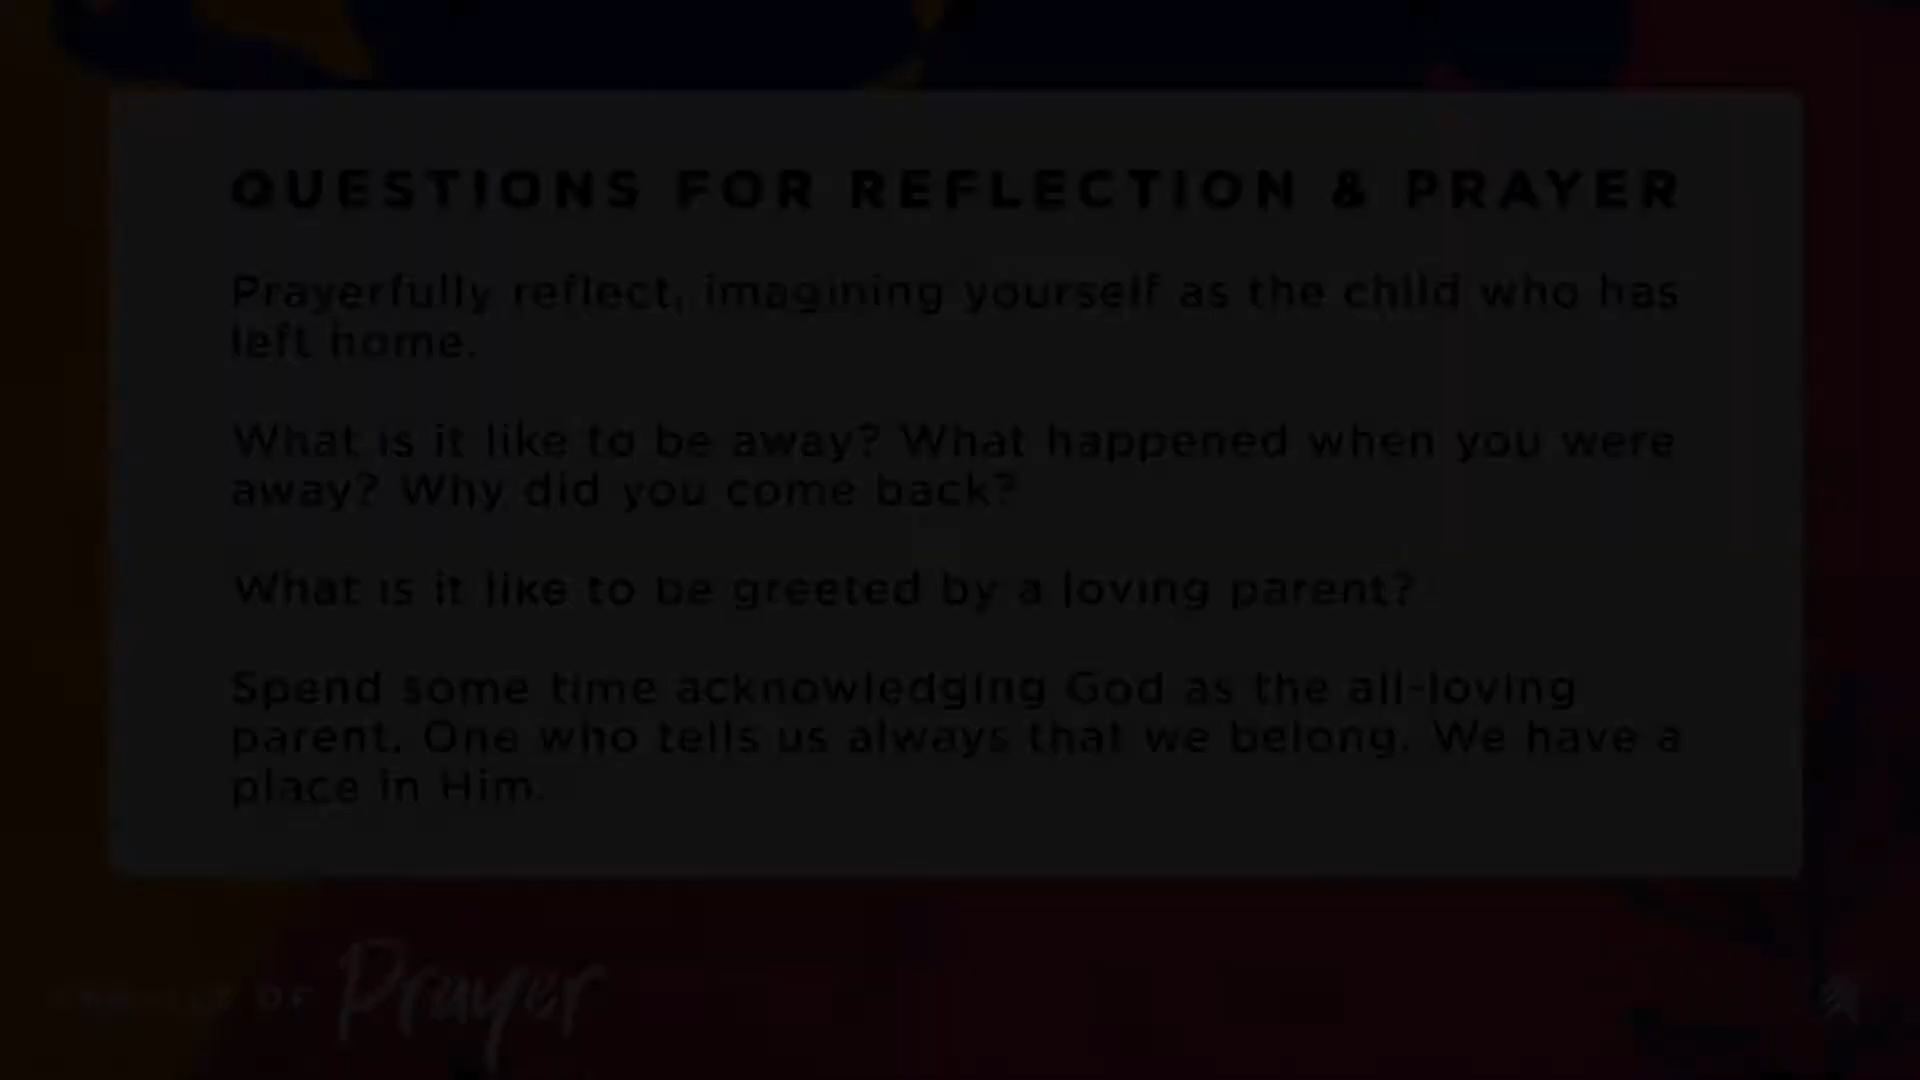 QUESTIONS FOR REFLECTION & PRAYER
Prayerfully reflect, imagining yourself as the child who has
left home.
What is it like to be away? What happened when you were
away? Why did you come back?
What is it like to be greeted by a loving parent?
Spend some time acknowledging God as the all-loving
parent. One who tells us always that we belong. We have a
place in Him.
OF Prayer